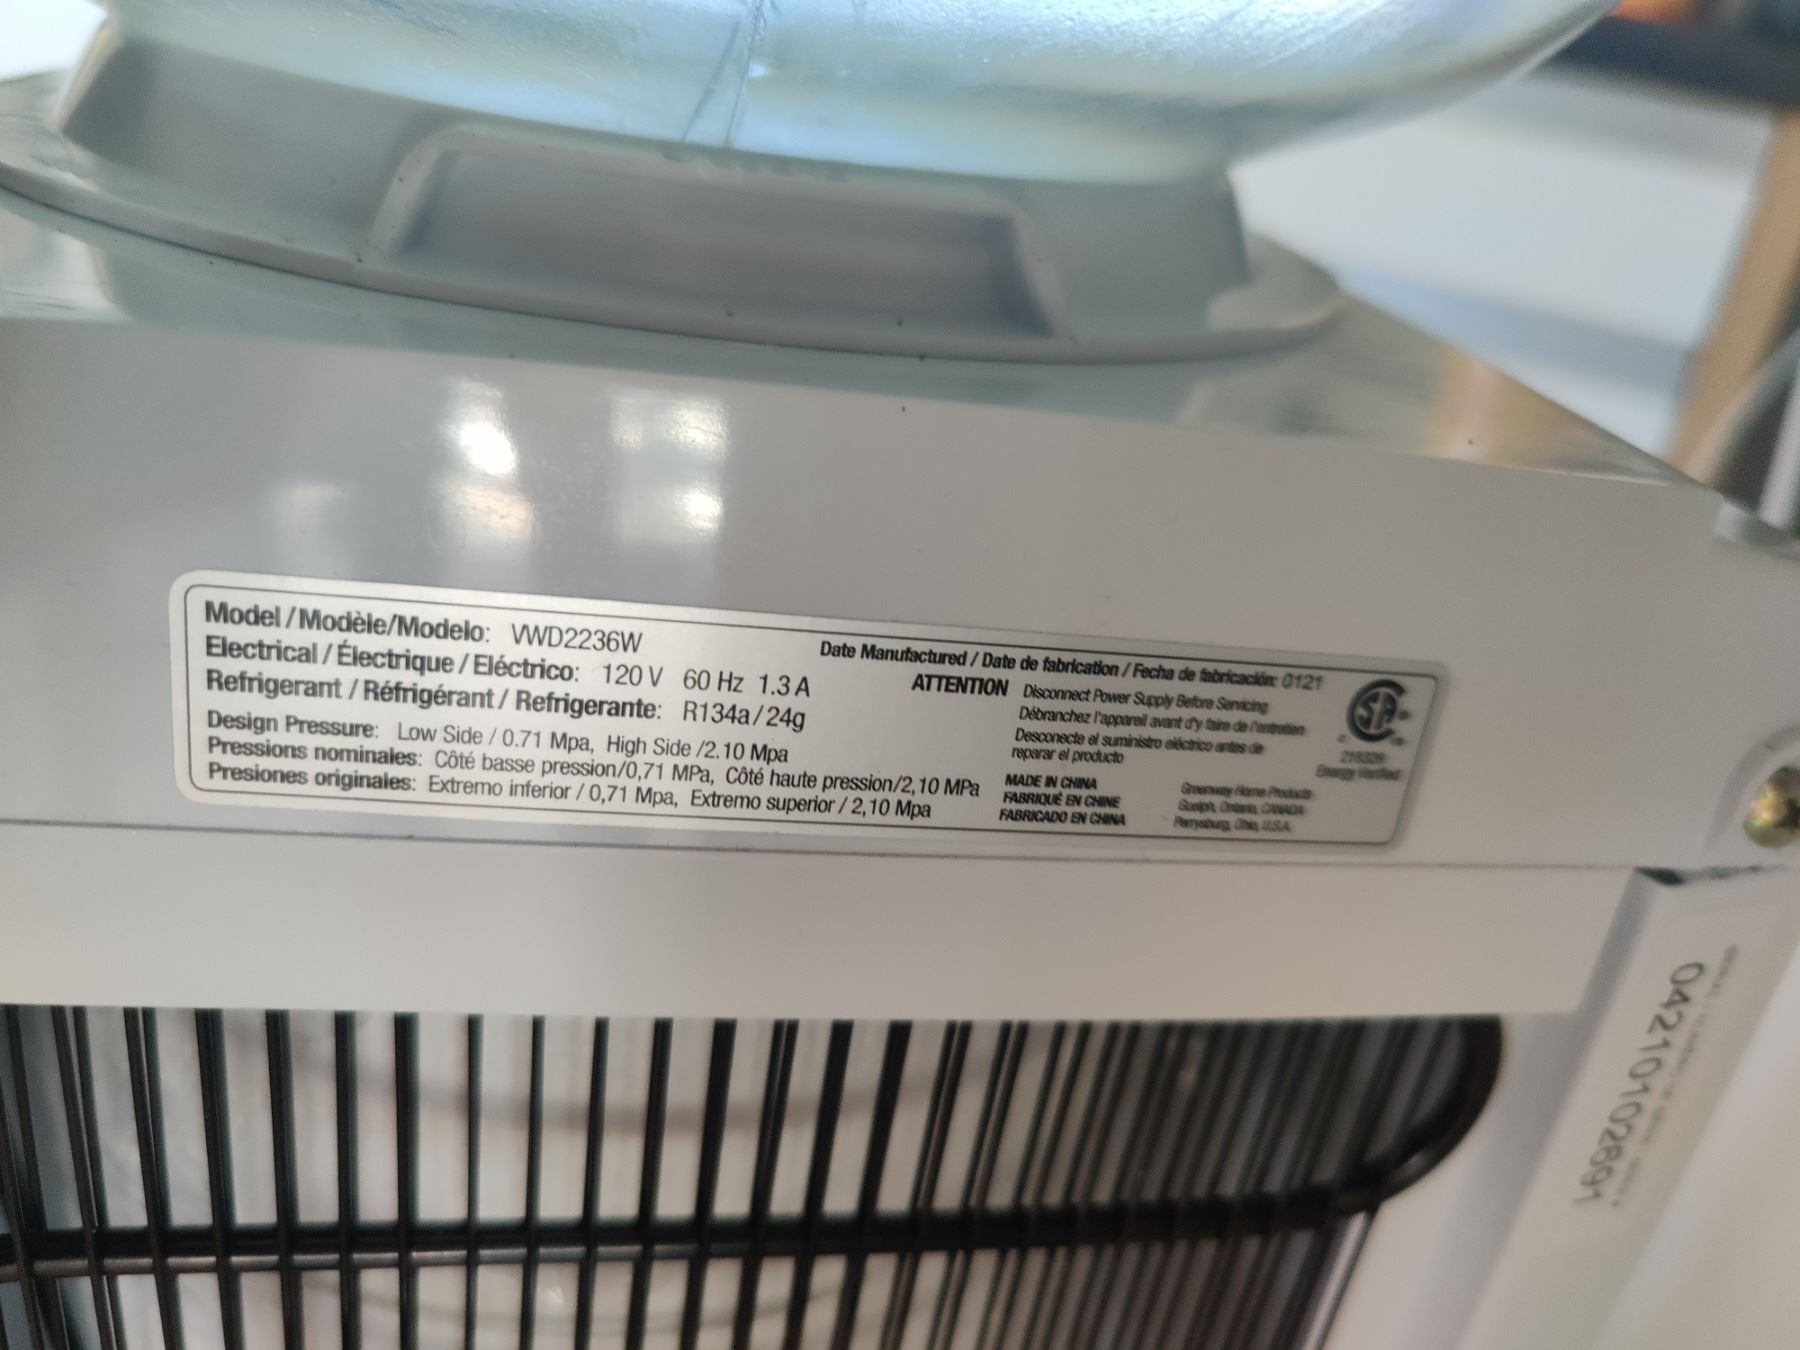 Model / Modèle/Modelo: VWD2236W
Electrical / Électrique / Eléctrico: 120 V 60 Hz 1.3 A
Refrigerant / Réfrigérant / Refrigerante: R134a / 24g
Design Pressure: Low Side / 0.71 Mpa, High Side /2.10 Mpa
Pressions nominales: Côté basse pression/0,71 MPa, Côté haute pression/2,10 MPa
Presiones originales: Extremo inferior / 0,71 Mpa, Extremo superior / 2,10 Mpa
Date Manufactured / Date de fabrication / Fecha de fabricación: 0121
ATTENTION Disconnect Power Supply Before Servicing
Débranchez l'appareil avant d'y faire de l'entretien
Desconecte el suministro eléctrico antes de
reparar el producto
MADE IN CHINA
FABRIQUÉ EN CHINE
FABRICADO EN CHINA
Greenway Home Products
Guelph, Ontario, CANADA
Perrysburg, Ohio, U.S.A.
Energy Verified